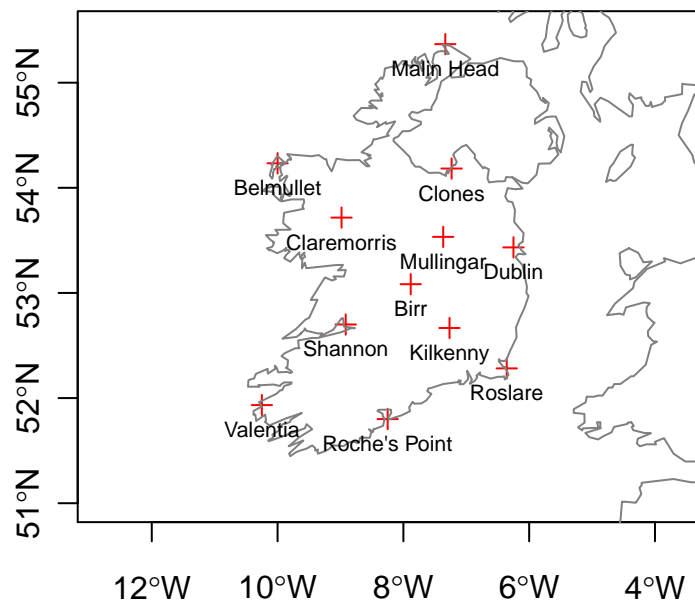 55°N
54°N
53°N
52°N
51°N
Malin Head
Belmullet
Clones
Claremorris
Mullingar
Dublin
Birr
Shannon
Kilkenny
Roslare
Valentia
Roche's Point
12°W
10°W
8°W
6°W
4°W